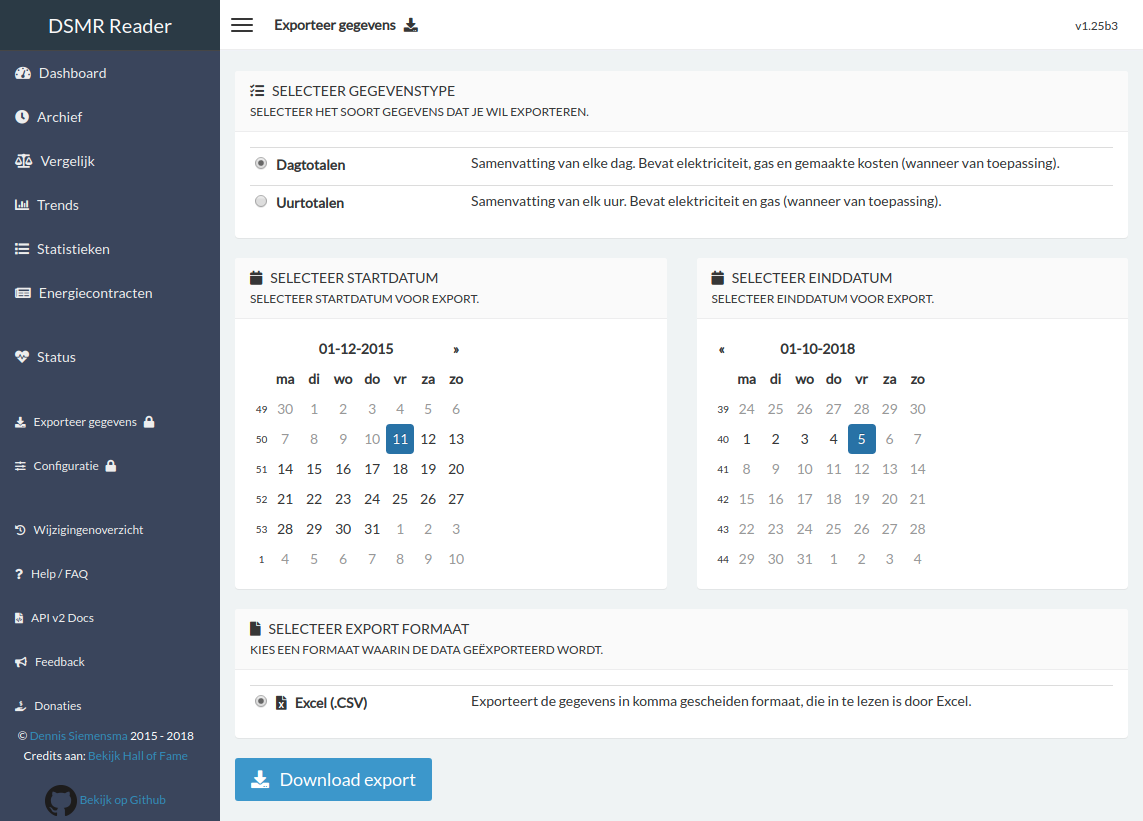 DSMR Reader
Exporteer gegevens
v1.25b3
Dashboard
Archief
Vergelijk
Trends
Statistieken
Energiecontracten
Status
Exporteer gegevens
Configuratie
Wijzigingenoverzicht
? Help / FAQ
API v2 Docs
Feedback
Donaties
© Dennis Siemensma 2015 - 2018
Credits aan: Bekijk Hall of Fame
Bekijk op Github
SELECTEER GEGEVENSTYPE
SELECTEER HET SOORT GEGEVENS DAT JE WIL EXPORTEREN.
Dagtotalen Samenvatting van elke dag. Bevat elektriciteit, gas en gemaakte kosten (wanneer van toepassing).
Uurtotalen Samenvatting van elk uur. Bevat elektriciteit en gas (wanneer van toepassing).
SELECTEER STARTDATUM
SELECTEER STARTDATUM VOOR EXPORT.
01-12-2015 »
ma di wo do vr za zo
49 30 1 2 3 4 5 6
50 7 8 9 10 11 12 13
51 14 15 16 17 18 19 20
52 21 22 23 24 25 26 27
53 28 29 30 31 1 2 3
1 4 5 6 7 8 9 10
SELECTEER EINDDATUM
SELECTEER EINDDATUM VOOR EXPORT.
« 01-10-2018
ma di wo do vr za zo
39 24 25 26 27 28 29 30
40 1 2 3 4 5 6 7
41 8 9 10 11 12 13 14
42 15 16 17 18 19 20 21
43 22 23 24 25 26 27 28
44 29 30 31 1 2 3 4
SELECTEER EXPORT FORMAAT
KIES EEN FORMAAT WAARIN DE DATA GEËXPORTEERD WORDT.
Excel (.CSV) Exporteert de gegevens in komma gescheiden formaat, die in te lezen is door Excel.
Download export